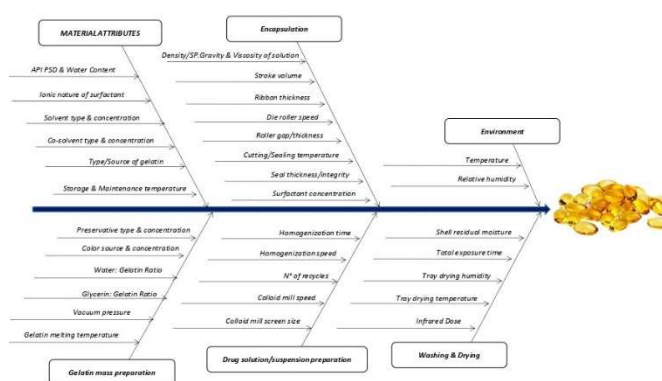 MATERIAL ATTRIBUTES
API PSD & Water Content
Ionic nature of surfactant
Solvent type & concentration
Co-solvent type & concentration
Type/Source of gelatin
Storage & Maintenance temperature
Encapsulation
Density/SP.Gravity & Viscosity of solution
Stroke volume
Ribbon thickness
Die roller speed
Roller gap/thickness
Cutting/Sealing temperature
Seal thickness/integrity
Surfactant concentration
Environment
Temperature
Relative humidity
Preservative type & concentration
Color source & concentration
Water: Gelatin Ratio
Glycerin: Gelatin Ratio
Vacuum pressure
Gelatin melting temperature
Gelatin mass preparation
Homogenization time
Homogenization speed
N° of recycles
Colloid mill speed
Colloid mill screen size
Drug solution/suspension preparation
Shell residual moisture
Total exposure time
Tray drying humidity
Tray drying temperature
Infrared Dose
Washing & Drying